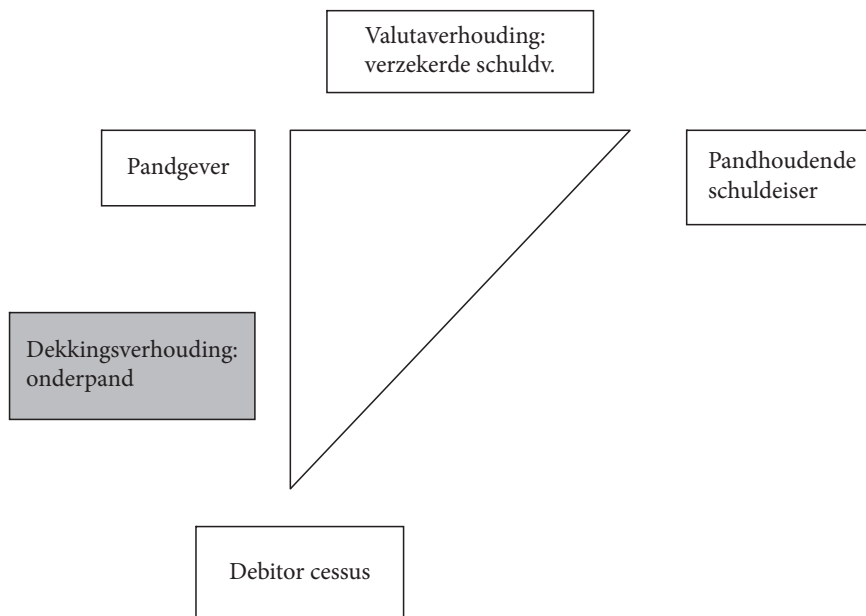 Valutaverhouding:
verzekerde schuldv.
Pandgever
Pandhoudende
schuldeiser
Dekkingsverhouding:
onderpand
Debitor cessus